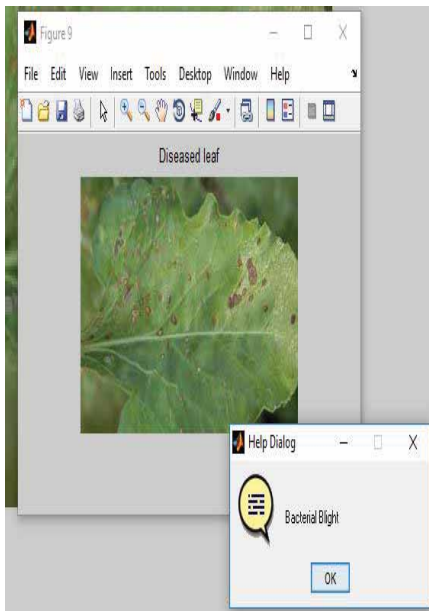 Figure 9
File Edit View Insert Tools Desktop Window Help
Diseased leaf
Help Dialog
Bacterial Blight
OK